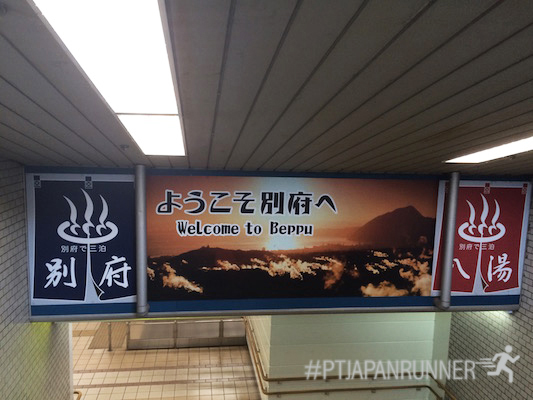 別府で三泊
別府
ようこそ別府へ
Welcome to Beppu
別府で三泊
八湯
#PTJAPANRUNNER